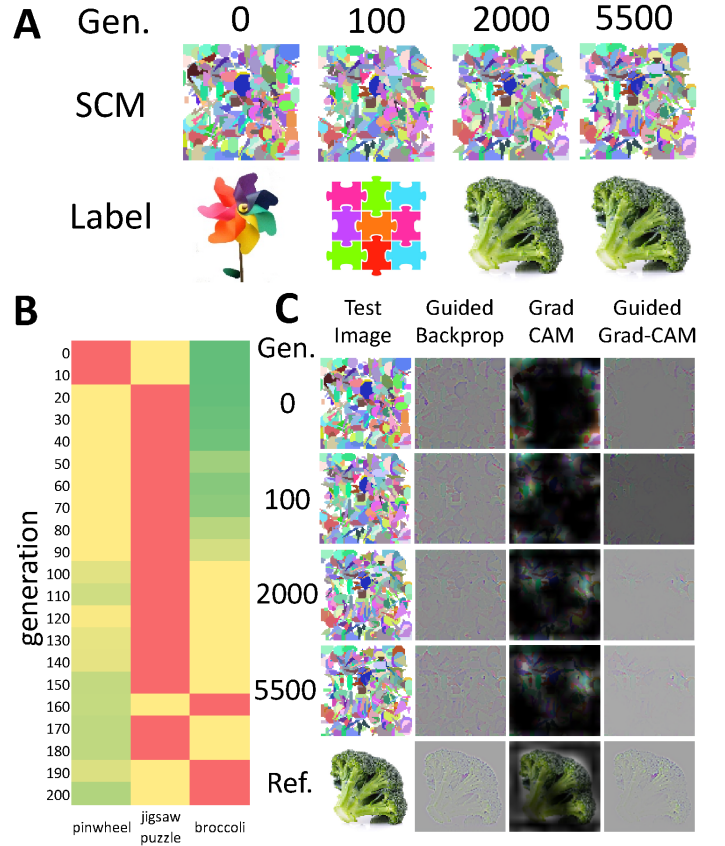 A
Gen. 0 100 2000 5500
SCM
Label
B
generation
0
10
20
30
40
50
60
70
80
90
100
110
120
130
140
150
160
170
180
190
200
pinwheel
jigsaw
puzzle
broccoli
C
Test
Image
Guided
Backprop
Grad
CAM
Guided
Grad-CAM
Gen.
0
100
2000
5500
Ref.